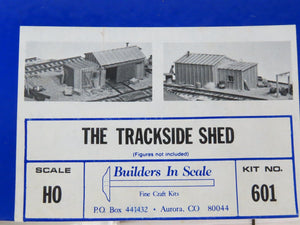 THE TRACKSIDE SHED
(Figures not included)
SCALE
HO
Builders In Scale
Fine Craft Kits
P.O. Box 441432 • Aurora, CO 80044
KIT NO.
601